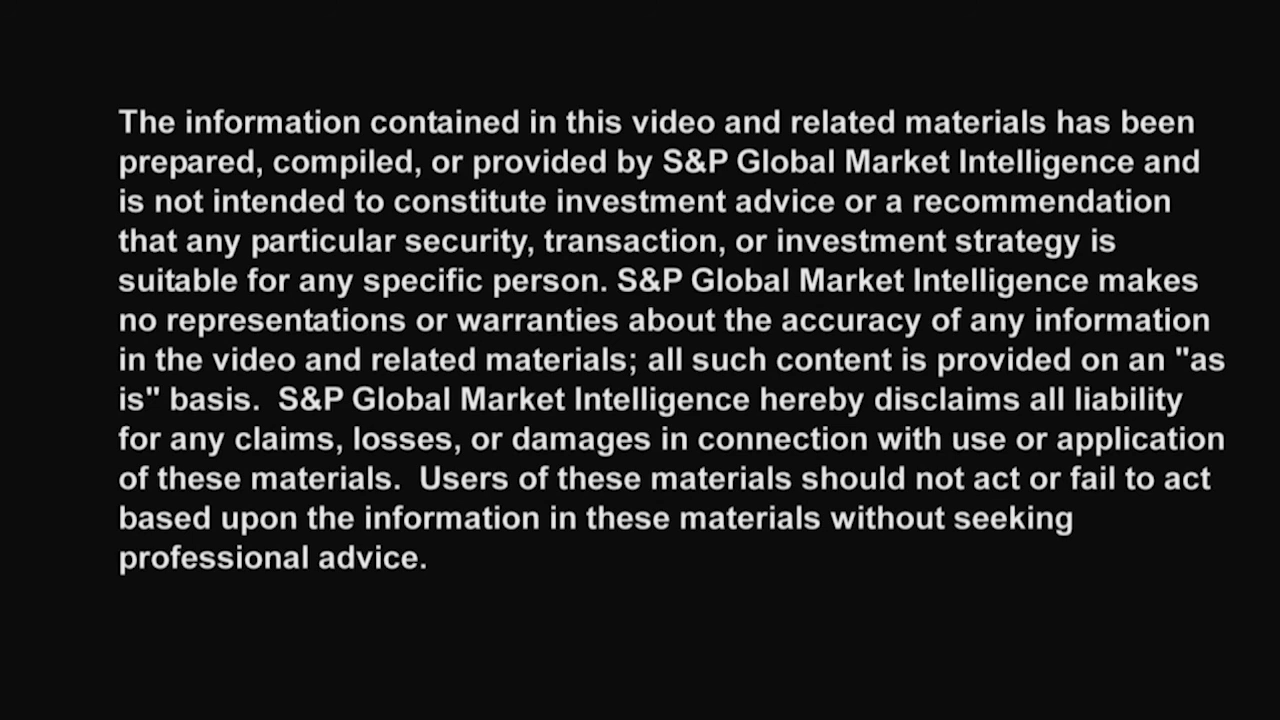 The information contained in this video and related materials has been
prepared, compiled, or provided by S&P Global Market Intelligence and
is not intended to constitute investment advice or a recommendation
that any particular security, transaction, or investment strategy is
suitable for any specific person. S&P Global Market Intelligence makes
no representations or warranties about the accuracy of any information
in the video and related materials; all such content is provided on an "as
is" basis.  S&P Global Market Intelligence hereby disclaims all liability
for any claims, losses, or damages in connection with use or application
of these materials.  Users of these materials should not act or fail to act
based upon the information in these materials without seeking
professional advice.